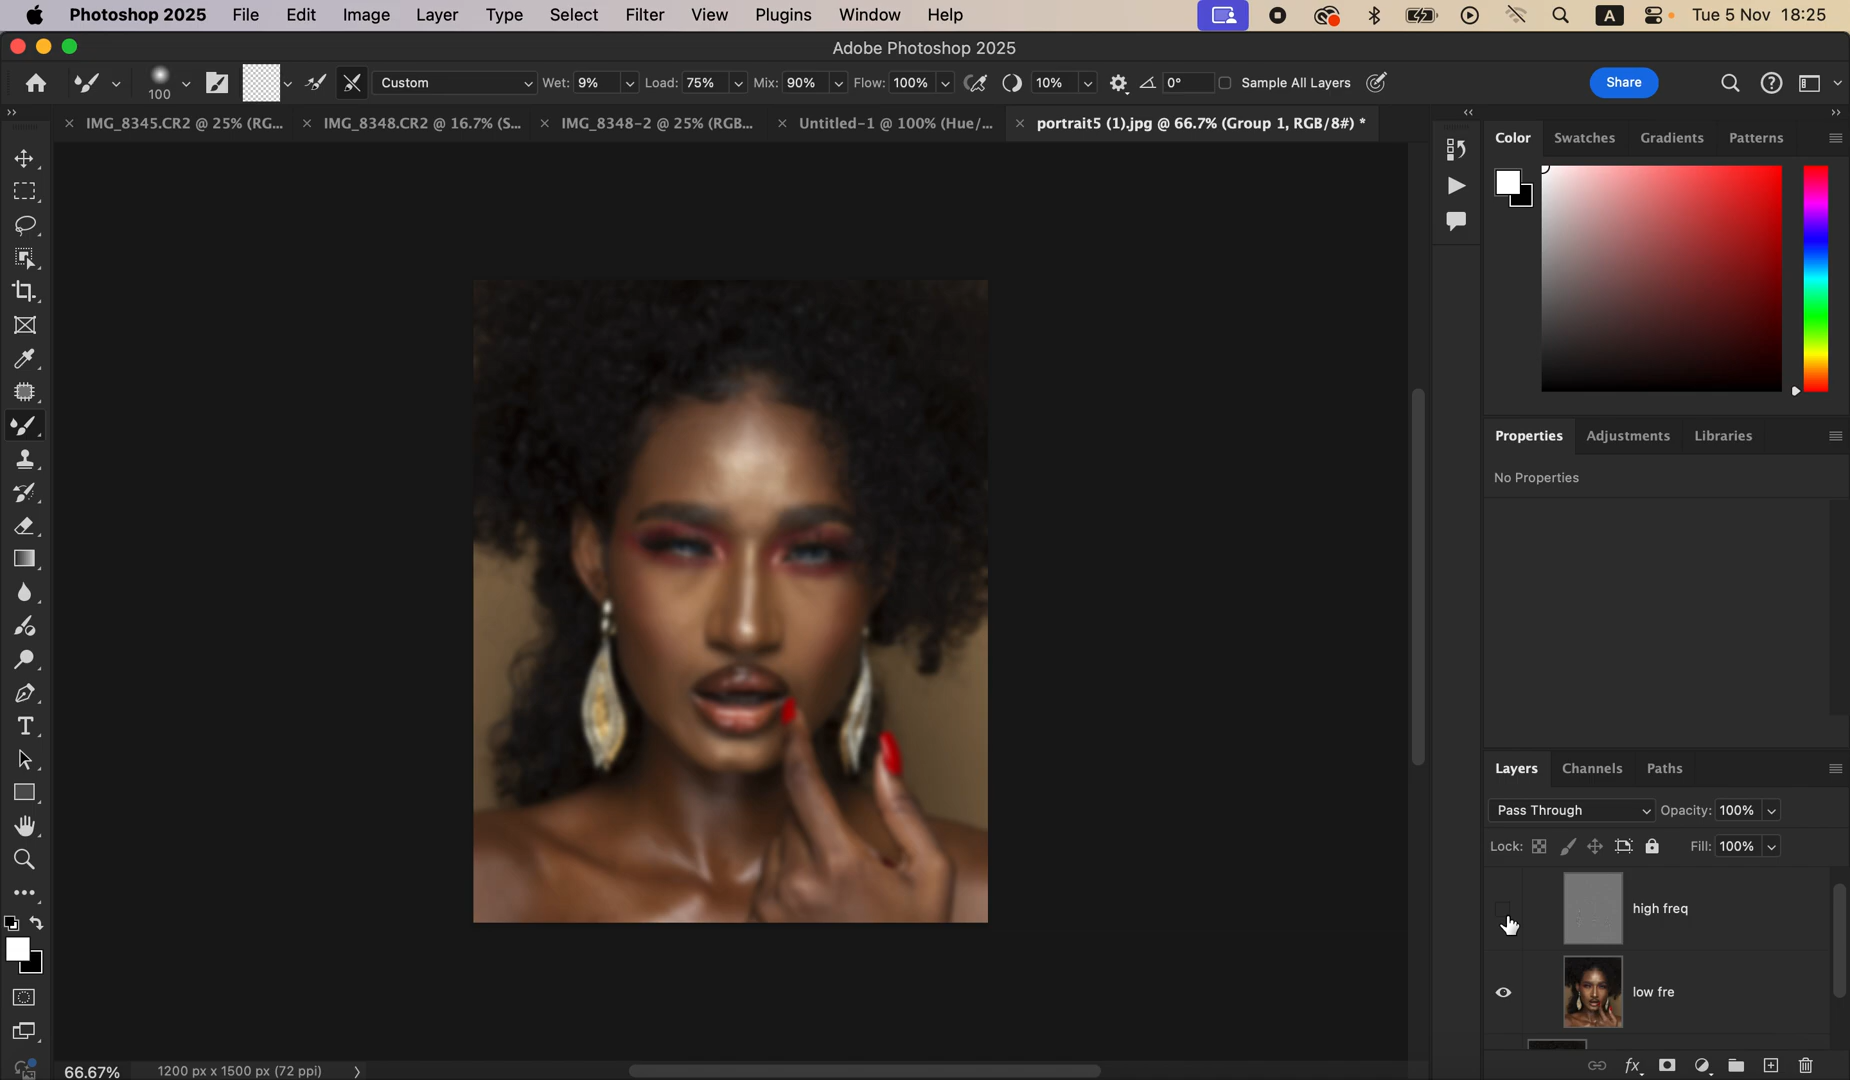 Photoshop 2025 File Edit Image Layer Type Select Filter View Plugins Window Help A Tue 5 Nov 18:25
Adobe Photoshop 2025
100 Custom Wet: 9% Load: 75% Mix: 90% Flow: 100% 10% 0° Sample All Layers Share
IMG_8345.CR2 @ 25% (RG... IMG_8348.CR2 @ 16.7% (S... IMG_8348-2 @ 25% (RGB... Untitled-1 @ 100% (Hue/... portrait5 (1).jpg @ 66.7% (Group 1, RGB/8#) *
Color Swatches Gradients Patterns
Properties Adjustments Libraries
No Properties
Layers Channels Paths
Pass Through Opacity: 100%
Lock: Fill: 100%
high freq
low fre
66.67% 1200 px x 1500 px (72 ppi)